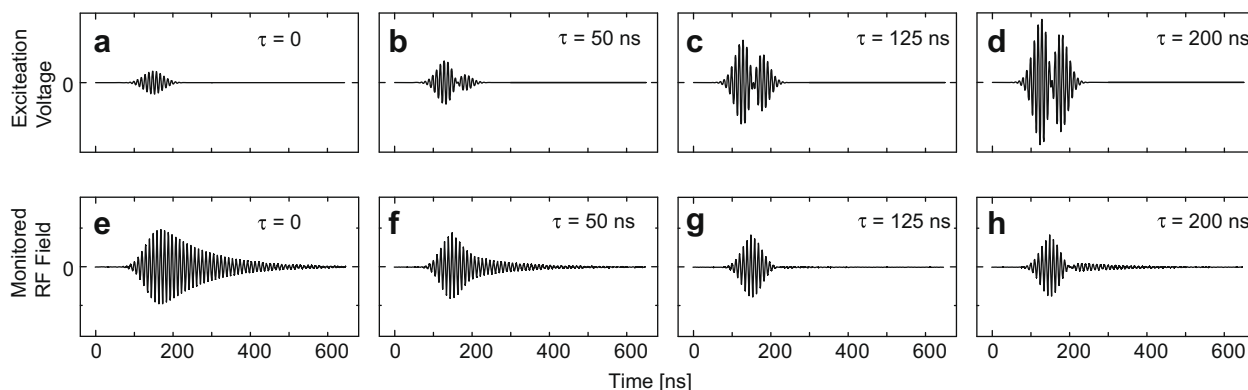 a τ = 0
b τ = 50 ns
c τ = 125 ns
d τ = 200 ns
Exciteation
Voltage
0
e τ = 0
f τ = 50 ns
g τ = 125 ns
h τ = 200 ns
Monitored
RF Field
0
0 200 400 600 0 200 400 600 0 200 400 600 0 200 400 600
Time [ns]